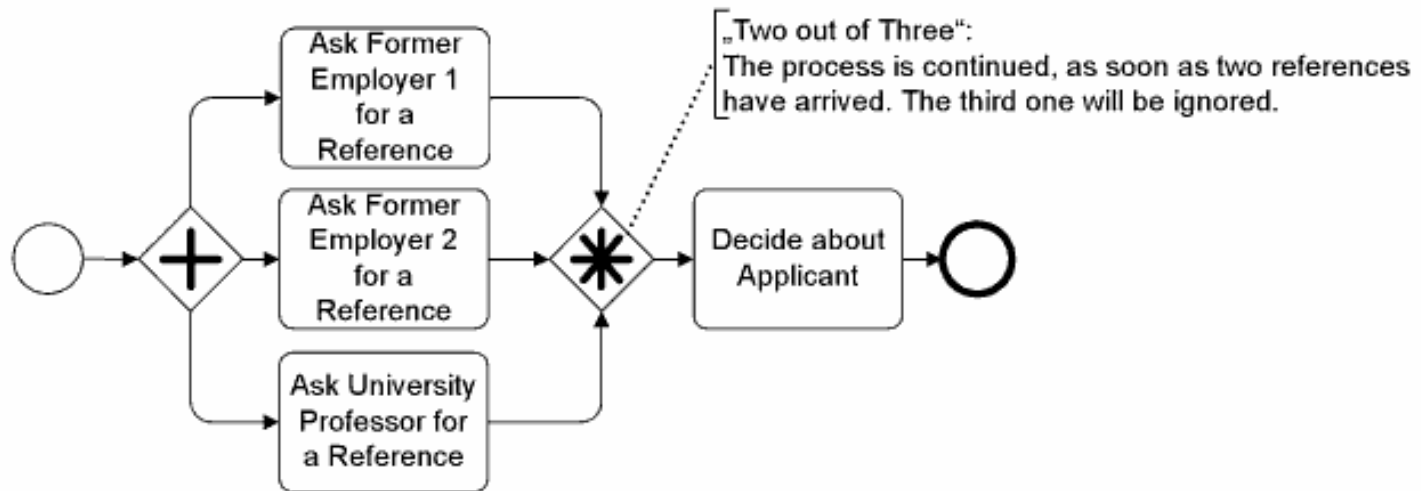 Ask Former
Employer 1
for a
Reference
„Two out of Three“:
The process is continued, as soon as two references
have arrived. The third one will be ignored.
Ask Former
Employer 2
for a
Reference
Decide about
Applicant
Ask University
Professor for
a Reference